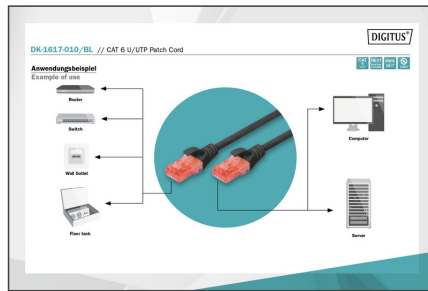 DIGITUS®
DK-1617-010/BL // CAT 6 U/UTP Patch Cord
Anwendungsbeispiel
Example of use
Router
Switch
Wall Outlet
Floor tank
Computer
Server